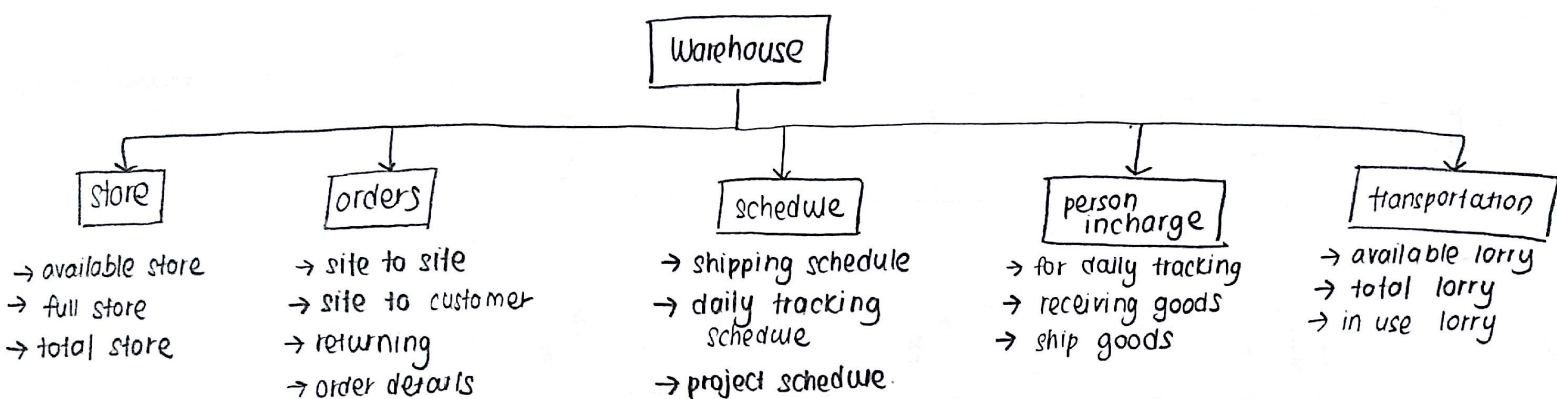 Warehouse
store
orders
schedule
person
incharge
transportation
→ available store
→ full store
→ total store
→ site to site
→ site to customer
→ returning
→ order details
→ shipping schedule
→ daily tracking
schedule
→ project schedule.
→ for daily tracking
→ receiving goods
→ ship goods
→ available lorry
→ total lorry
→ in use lorry